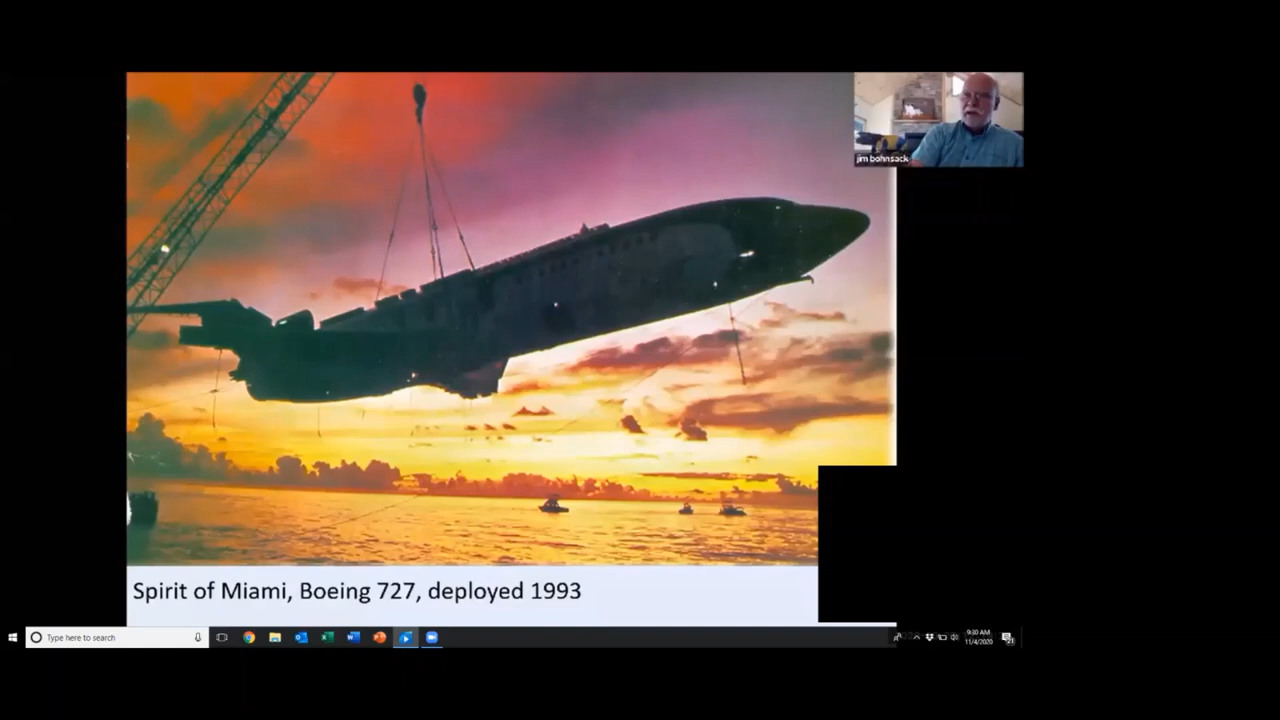 jim bohnsack
Spirit of Miami, Boeing 727, deployed 1993
Type here to search
9:30 AM
11/4/2020